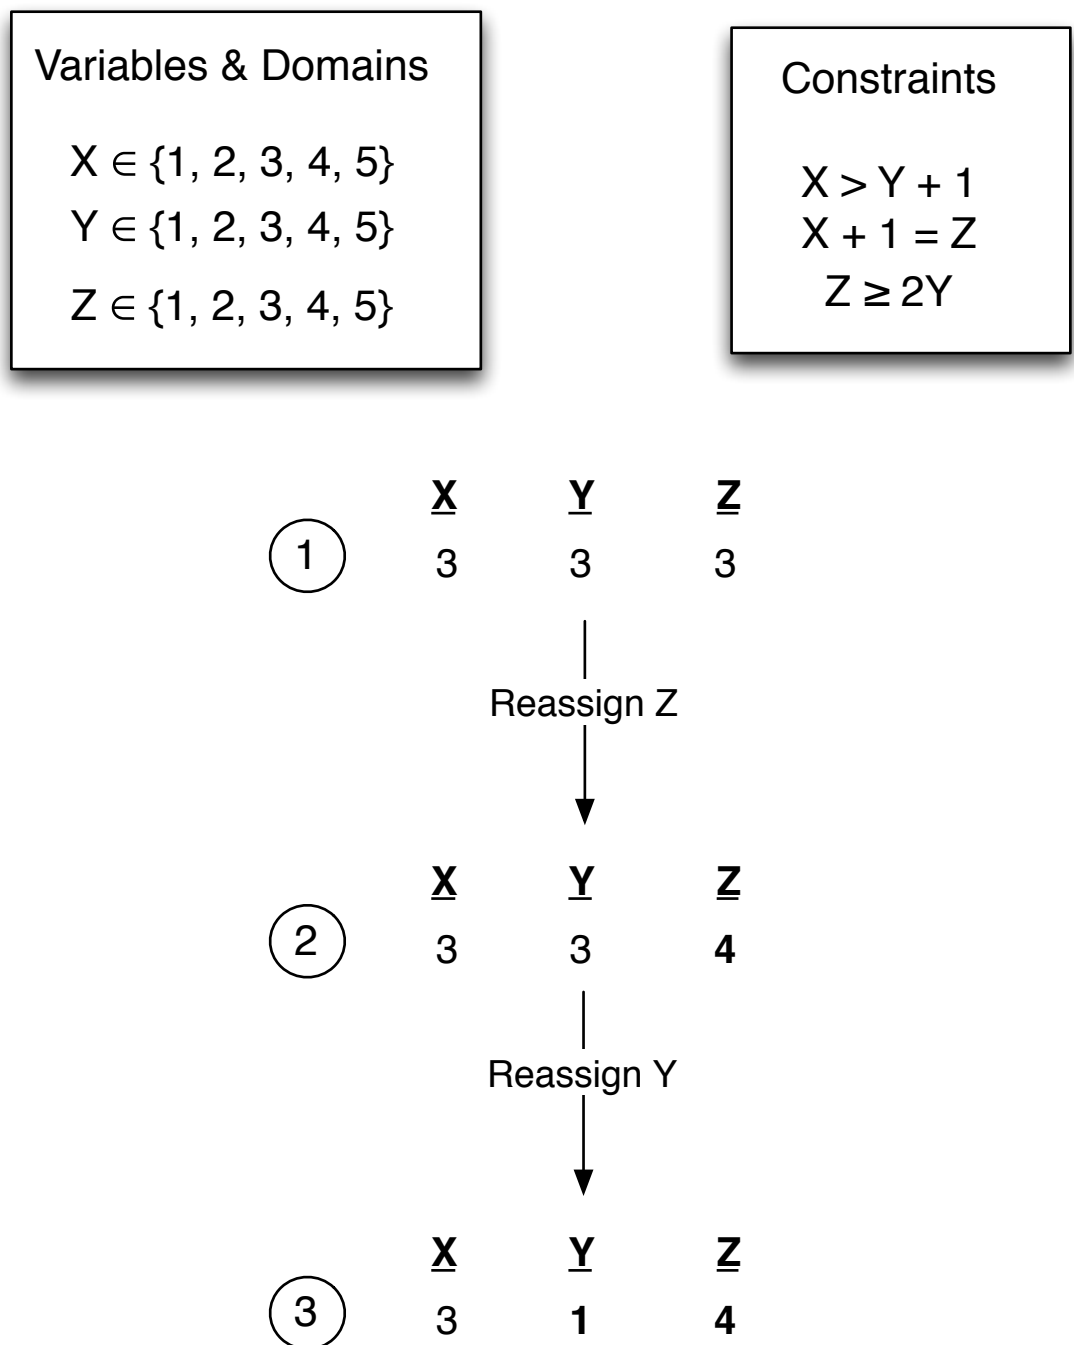 Variables & Domains
X ∈ {1, 2, 3, 4, 5}
Y ∈ {1, 2, 3, 4, 5}
Z ∈ {1, 2, 3, 4, 5}
Constraints
X > Y + 1
X + 1 = Z
Z ≥ 2Y
X Y Z
1 3 3 3
Reassign Z
X Y Z
2 3 3 4
Reassign Y
X Y Z
3 3 1 4